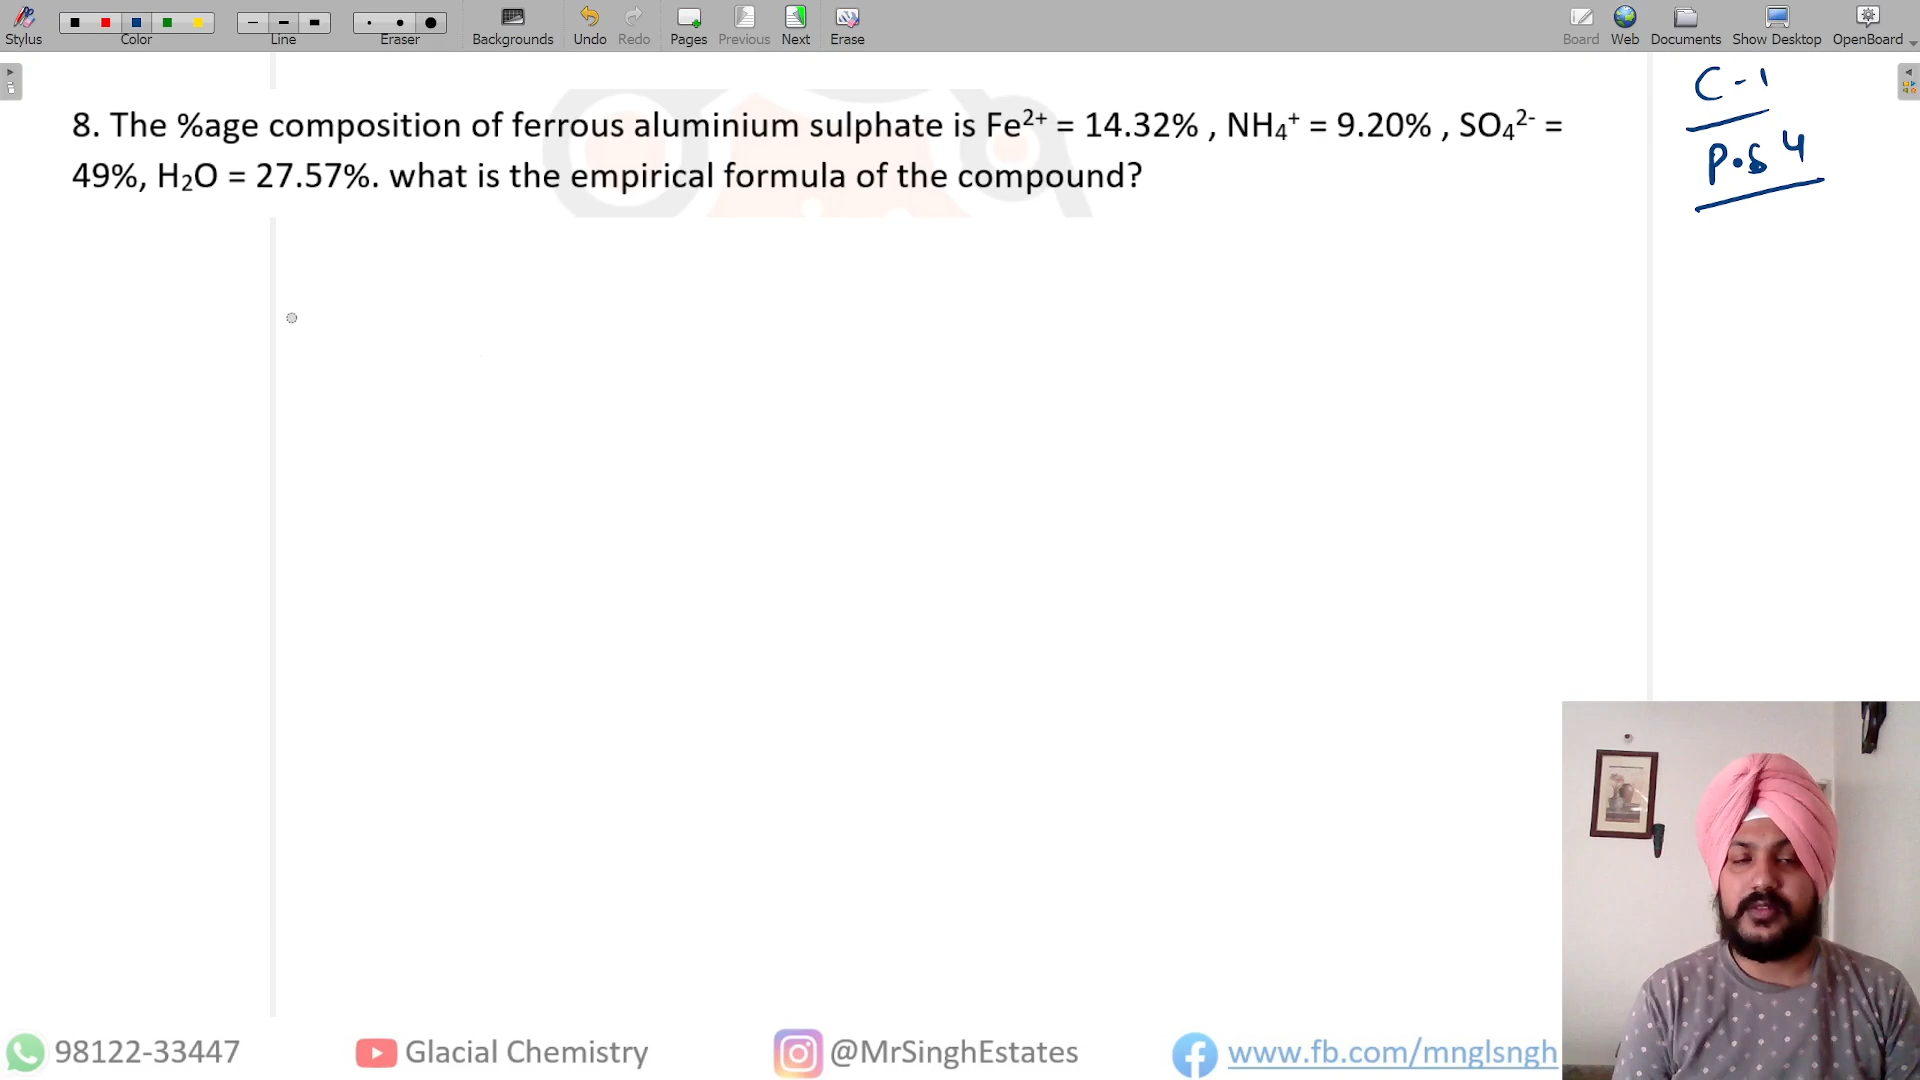 Stylus Color Line Eraser Backgrounds Undo Redo Pages Previous Next Erase Board Web Documents Show Desktop OpenBoard
C-1
P.S 4
8. The %age composition of ferrous aluminium sulphate is Fe²⁺ = 14.32% , NH₄⁺ = 9.20% , SO₄²⁻ =
49%, H₂O = 27.57%. what is the empirical formula of the compound?
98122-33447 Glacial Chemistry @MrSinghEstates www.fb.com/mnglsngh